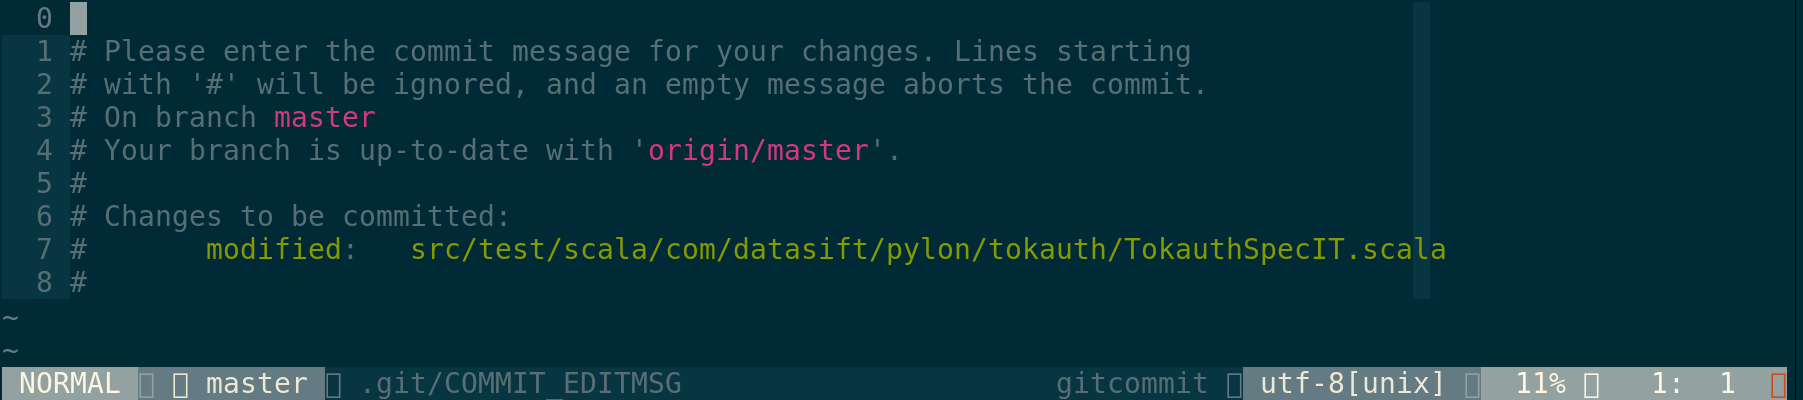 0
1 # Please enter the commit message for your changes. Lines starting
2 # with '#' will be ignored, and an empty message aborts the commit.
3 # On branch master
4 # Your branch is up-to-date with 'origin/master'.
5 #
6 # Changes to be committed:
7 #       modified:   src/test/scala/com/datasift/pylon/tokauth/TokauthSpecIT.scala
8 #
~
~
NORMAL master .git/COMMIT_EDITMSG gitcommit utf-8[unix] 11% 1: 1